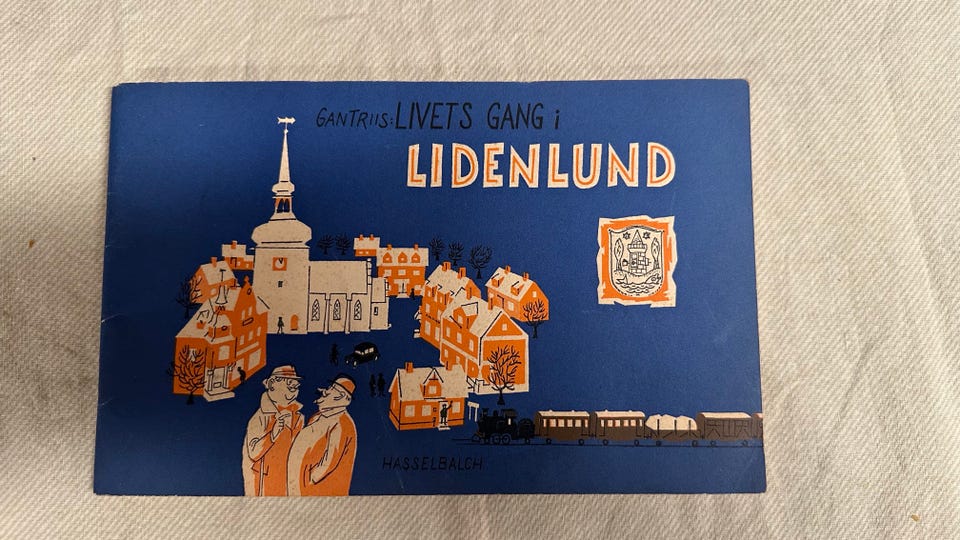 GANTRIIS: LIVETS GANG i
LIDENLUND
HASSELBALCH